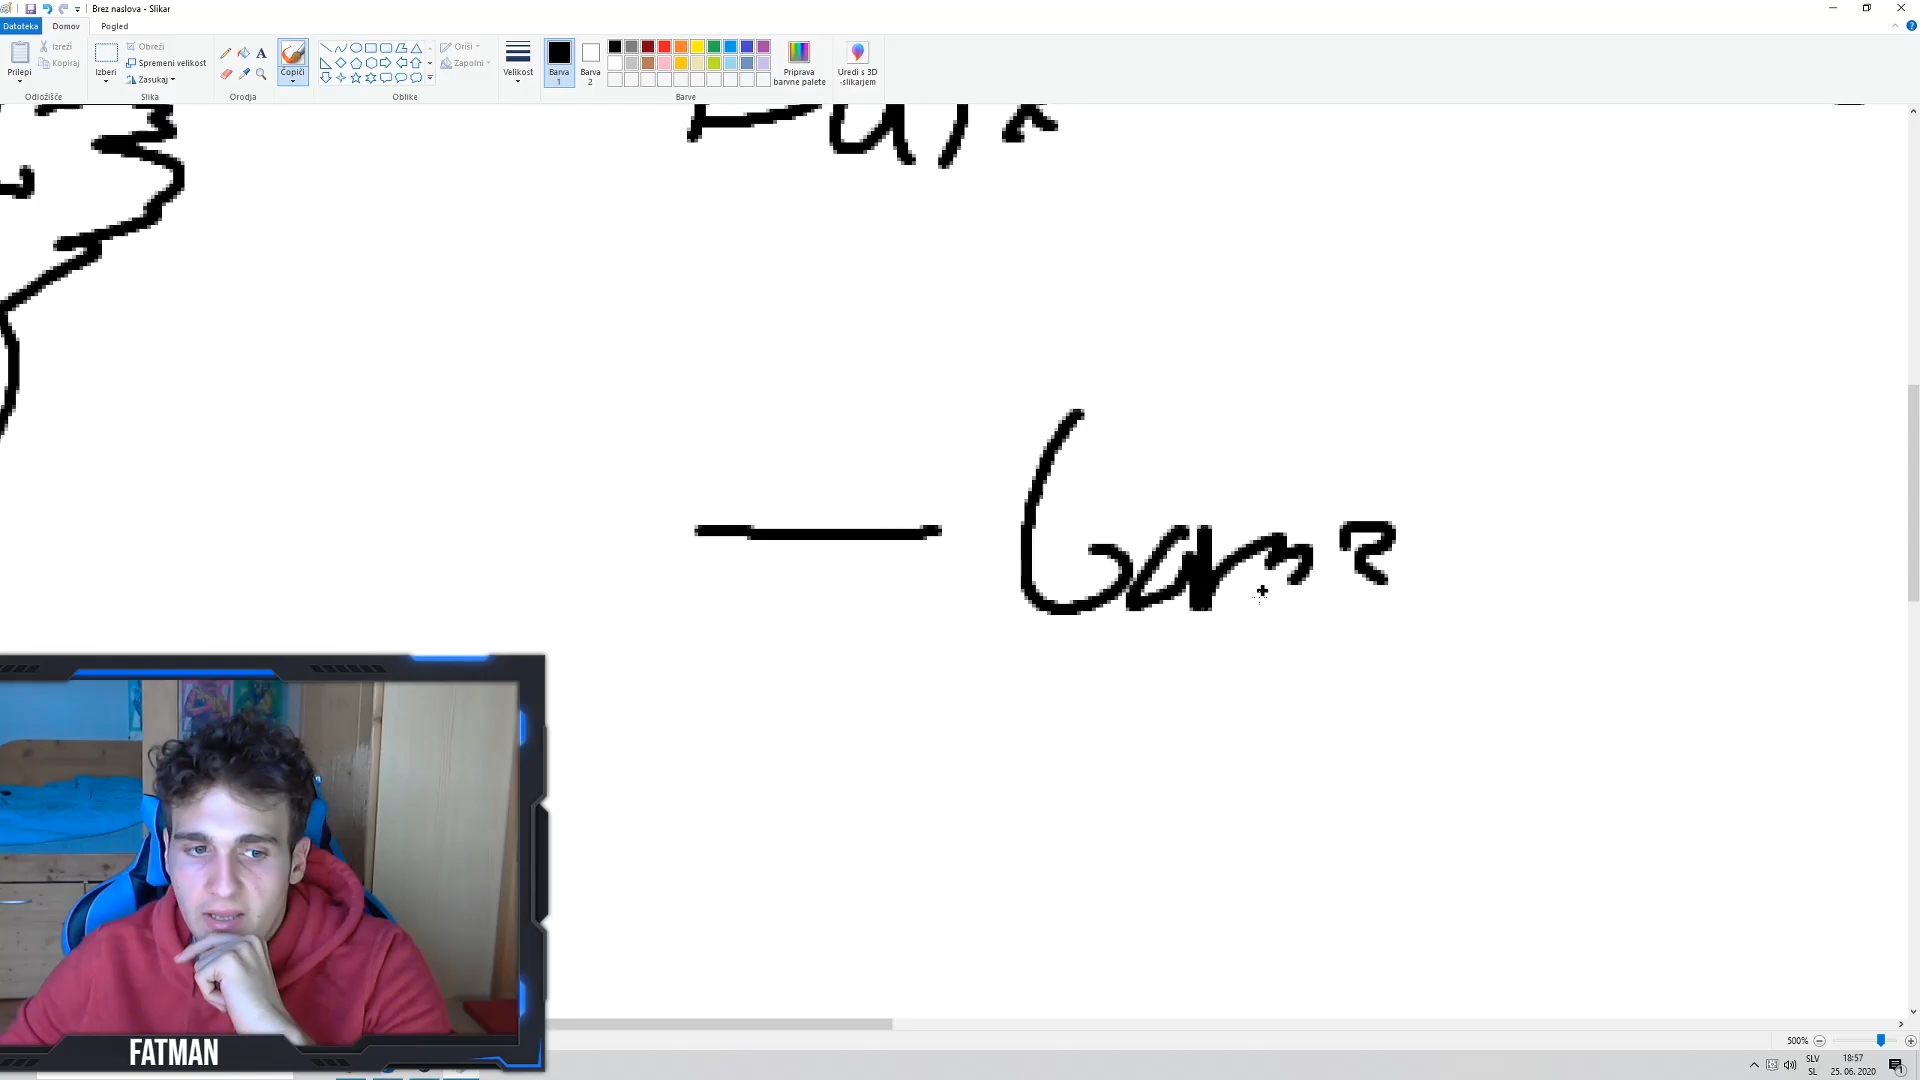 Brez naslova - Slikar
Datoteka Domov Pogled
Prilepi
Izreži
Kopiraj
Odložišče
Izberi
Obreži
Spremeni velikost
Zasukaj
Slika
Orodja
Čopiči
Oblike
Oriši
Zapolni
Velikost
Barva 1
Barva 2
Barve
Priprava barvne palete
Uredi s 3D -slikarjem
FATMAN
500%
SLV
SL
18:57
25. 06. 2020